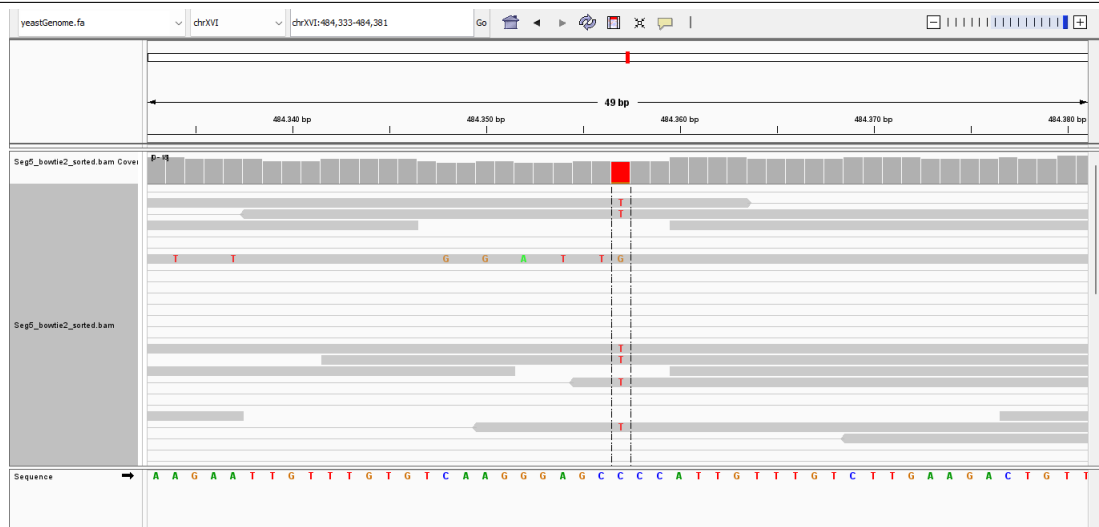 yeastGenome.fa chrXVI chrXVI:484,333-484,381 Go
49 bp
484.340 bp 484.350 bp 484.360 bp 484.370 bp 484.380 bp
Seg5_bowtie2_sorted.bam Cover
T
T
T T G G A T T G
Seg5_bowtie2_sorted.bam
T
T
T
T
Sequence A A G A A T T G T T T G T G T C A A G G G A G C C C C A T T G T T T G T C T T G A A G A C T G T T